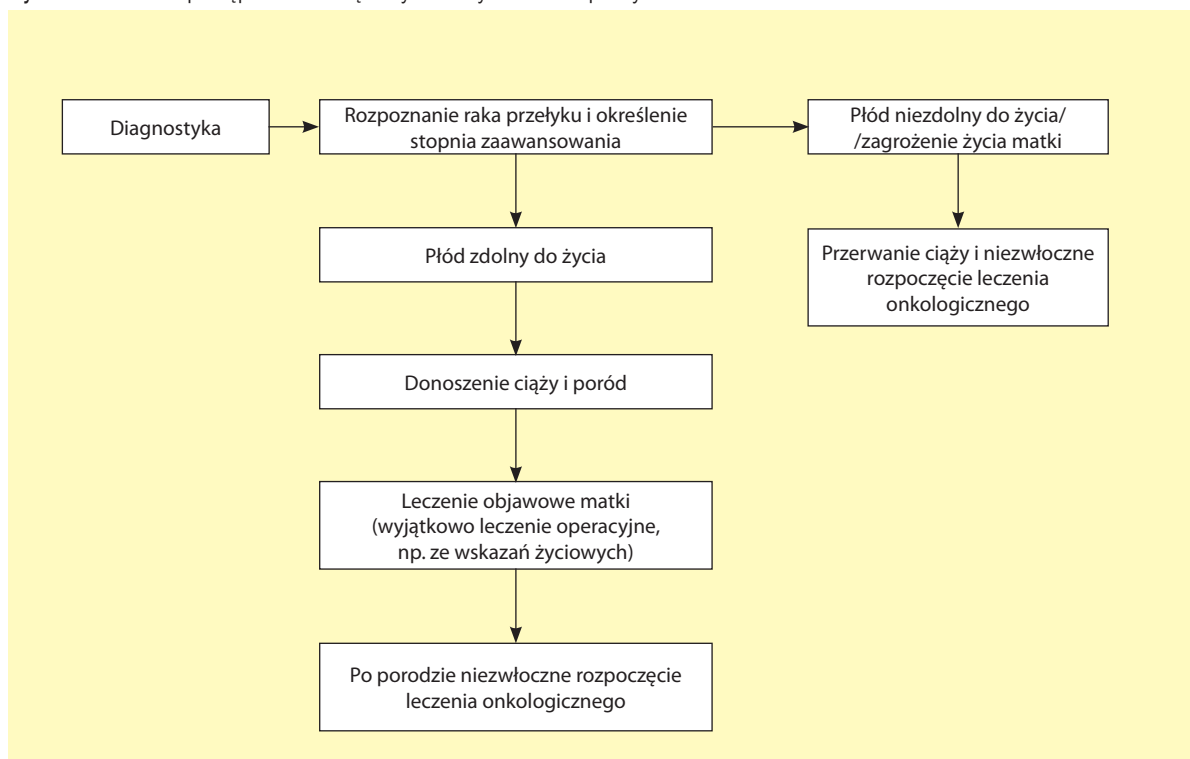 Diagnostyka
Rozpoznanie raka przełyku i określenie
stopnia zaawansowania
Płód niezdolny do życia/
/zagrożenie życia matki
Płód zdolny do życia
Przerwanie ciąży i niezwłoczne
rozpoczęcie leczenia
onkologicznego
Donoszenie ciąży i poród
Leczenie objawowe matki
(wyjątkowo leczenie operacyjne,
np. ze wskazań życiowych)
Po porodzie niezwłoczne rozpoczęcie
leczenia onkologicznego